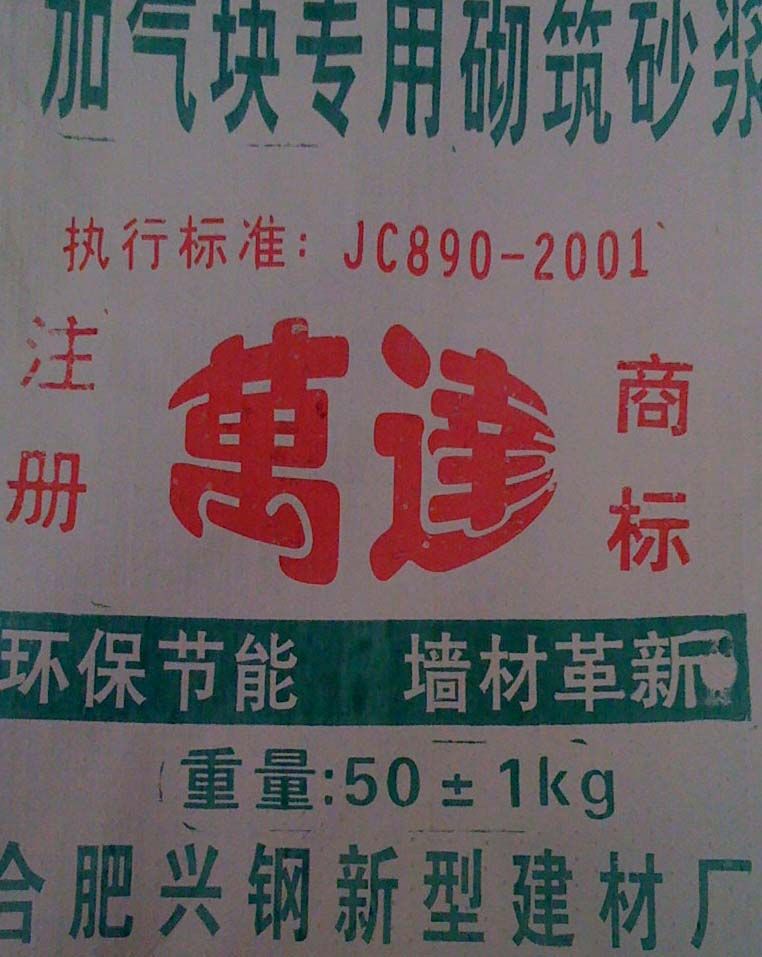 加气块专用砌筑砂浆
执行标准：JC890-2001
注册
萬達
商标
环保节能 墙材革新
重量:50±1kg
合肥兴钢新型建材厂